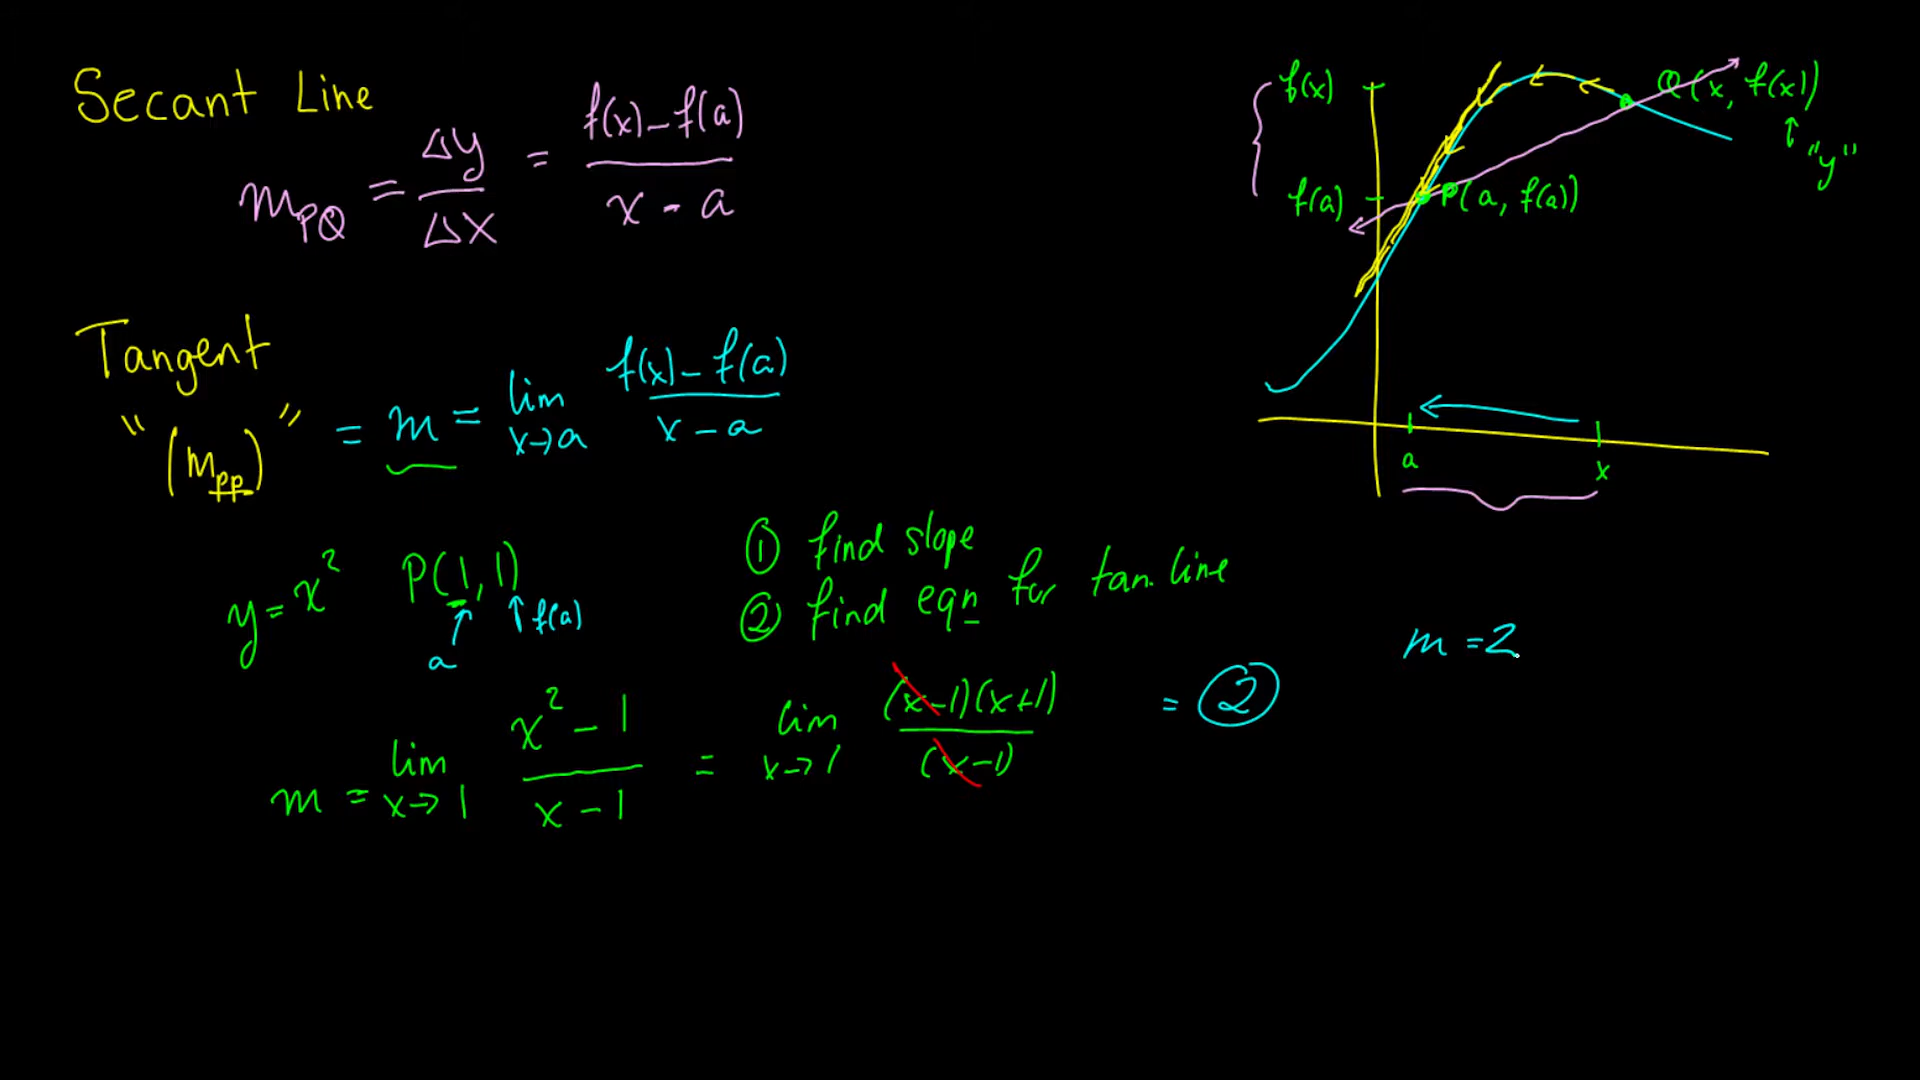 Secant Line
m_PQ = Δy/Δx = (f(x) - f(a))/(x - a)
Tangent
"(m_pp)" = m = lim x→a (f(x) - f(a))/(x - a)
y = x² P(1, 1)
a f(a)
① find slope
② find eqn for tan. line
m = lim x→1 (x² - 1)/(x - 1) = lim x→1 (x-1)(x+1)/(x-1) = 2
f(x)
f(a)
Q(x, f(x))
"y"
P(a, f(a))
a x
m = 2